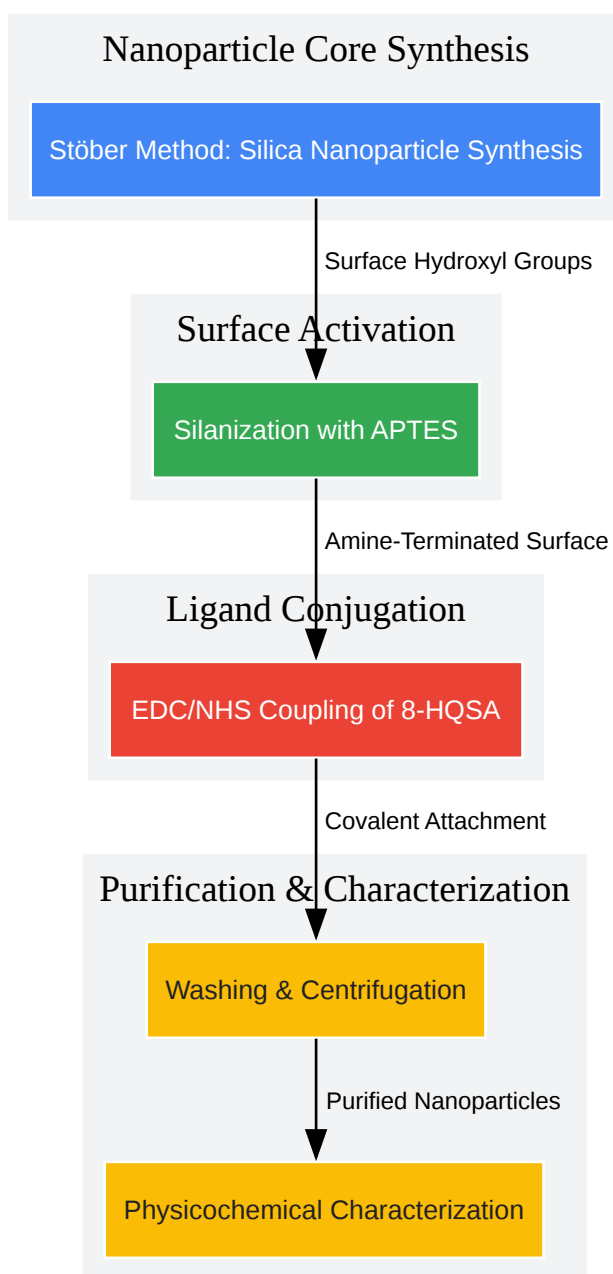 Nanoparticle Core Synthesis
Stöber Method: Silica Nanoparticle Synthesis
Surface Hydroxyl Groups
Surface Activation
Silanization with APTES
Amine-Terminated Surface
Ligand Conjugation
EDC/NHS Coupling of 8-HQSA
Covalent Attachment
Purification & Characterization
Washing & Centrifugation
Purified Nanoparticles
Physicochemical Characterization